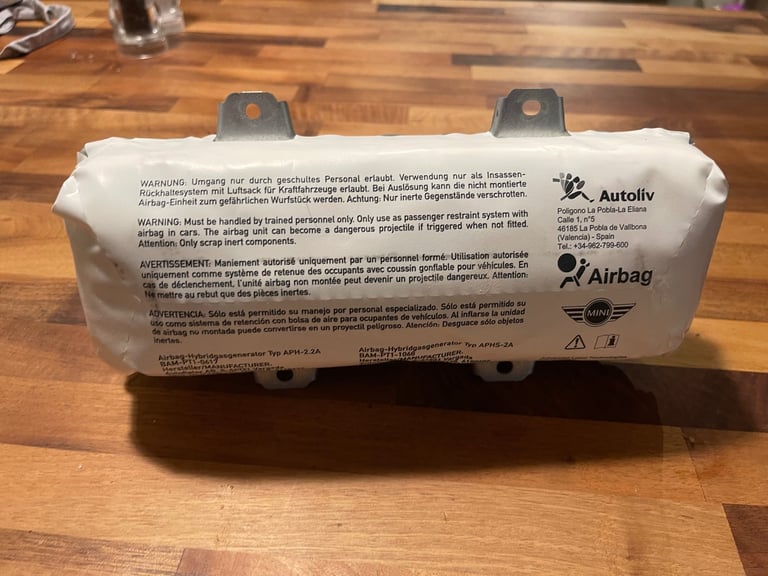 WARNUNG: Umgang nur durch geschultes Personal erlaubt. Verwendung nur als Insassen-
Rückhaltesystem mit Luftsack für Kraftfahrzeuge erlaubt. Bei Auslösung kann die nicht montierte
Airbag-Einheit zum gefährlichen Wurfstück werden. Achtung: Nur inerte Gegenstände verschrotten.
WARNING: Must be handled by trained personnel only. Only use as passenger restraint system with
airbag in cars. The airbag unit can become a dangerous projectile if triggered when not fitted.
Attention: Only scrap inert components.
AVERTISSEMENT: Maniement autorisé uniquement par un personnel formé. Utilisation autorisée
uniquement comme système de retenue des occupants avec coussin gonflable pour véhicules. En
cas de déclenchement, l'unité airbag non montée peut devenir un projectile dangereux. Attention:
Ne mettre au rebut que des pièces inertes.
ADVERTENCIA: Sólo está permitido su manejo por personal especializado. Sólo está permitido su
uso como sistema de retención con bolsa de aire para ocupantes de vehículos. Al inflarse la unidad
de airbag no montada puede convertirse en un proyectil peligroso. Atención: Desguace sólo objetos
inertes.
Airbag-Hybridgasgenerator Typ APH-2.2A
BAM-PT1-0617
Hersteller/MANUFACTURER.
Airbag-Hybridgasgenerator Typ APHS-2A
BAM-PT1-1060
Hersteller/MANUFACTURER.
Autoliv
Poligono La Pobla-La Eliana
Calle 1, n°5
46185 La Pobla de Vallbona
(Valencia) - Spain
Tel.: +34-962-799-600
Airbag
MINI